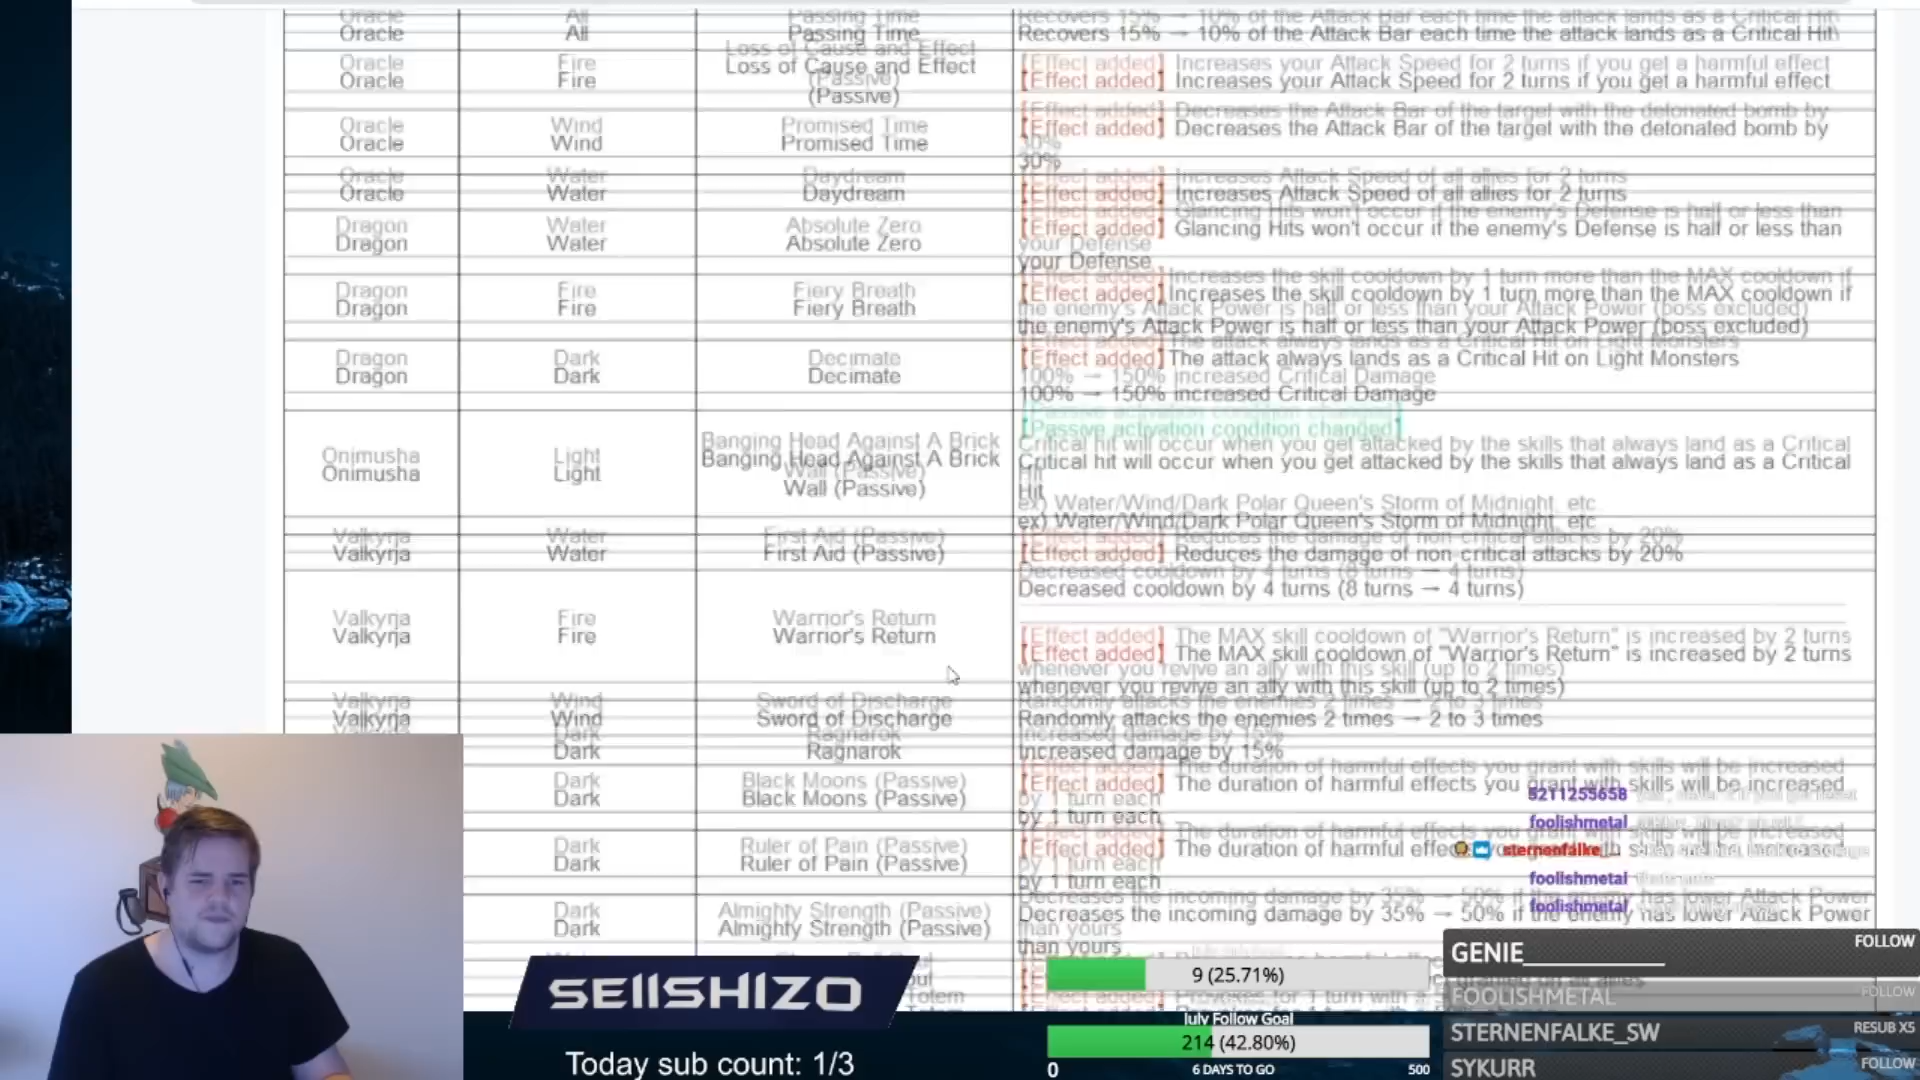 Oracle All Passing Time Recovers 15% → 10% of the Attack Bar each time the attack lands as a Critical Hit)
Oracle Fire Loss of Cause and Effect
(Passive) [Effect added] Increases your Attack Speed for 2 turns if you get a harmful effect
Oracle Wind Promised Time [Effect added] Decreases the Attack Bar of the target with the detonated bomb by
30%
Oracle Water Daydream [Effect added] Increases Attack Speed of all allies for 2 turns
Dragon Water Absolute Zero [Effect added] Glancing Hits won't occur if the enemy's Defense is half or less than
your Defense
Dragon Fire Fiery Breath [Effect added] Increases the skill cooldown by 1 turn more than the MAX cooldown if
the enemy's Attack Power is half or less than your Attack Power (boss excluded)
Dragon Dark Decimate [Effect added] The attack always lands as a Critical Hit on Light Monsters
100% → 150% increased Critical Damage
[Passive activation condition changed]
Onimusha Light Banging Head Against A Brick
Wall (Passive) Critical hit will occur when you get attacked by the skills that always land as a Critical
Hit
ex) Water/Wind/Dark Polar Queen's Storm of Midnight, etc
Valkyrja Water First Aid (Passive) [Effect added] Reduces the damage of non-critical attacks by 20%
Decreased cooldown by 4 turns (8 turns → 4 turns)
Valkyrja Fire Warrior's Return [Effect added] The MAX skill cooldown of "Warrior's Return" is increased by 2 turns
whenever you revive an ally with this skill (up to 2 times)
Valkyrja Wind Sword of Discharge Randomly attacks the enemies 2 times → 2 to 3 times
Dark Ragnarok Increased damage by 15%
Dark Black Moons (Passive) [Effect added] The duration of harmful effects you grant with skills will be increased
by 1 turn each
Dark Ruler of Pain (Passive) [Effect added] The duration of harmful effects you grant with skills will be increased
by 1 turn each
Dark Almighty Strength (Passive) Decreases the incoming damage by 35% → 50% if the enemy has lower Attack Power
than yours
Totem [Effect added] Provokes for 1 turn with
5211255658
foolishmetal
sternenfalke
foolishmetal
foolishmetal
SEIISHIZO
Today sub count: 1/3
9 (25.71%)
July Follow Goal
214 (42.80%)
0 6 DAYS TO GO 500
GENIE__________ FOLLOW
FOOLISHMETAL FOLLOW
STERNENFALKE_SW RESUB X5
SYKURR FOLLOW